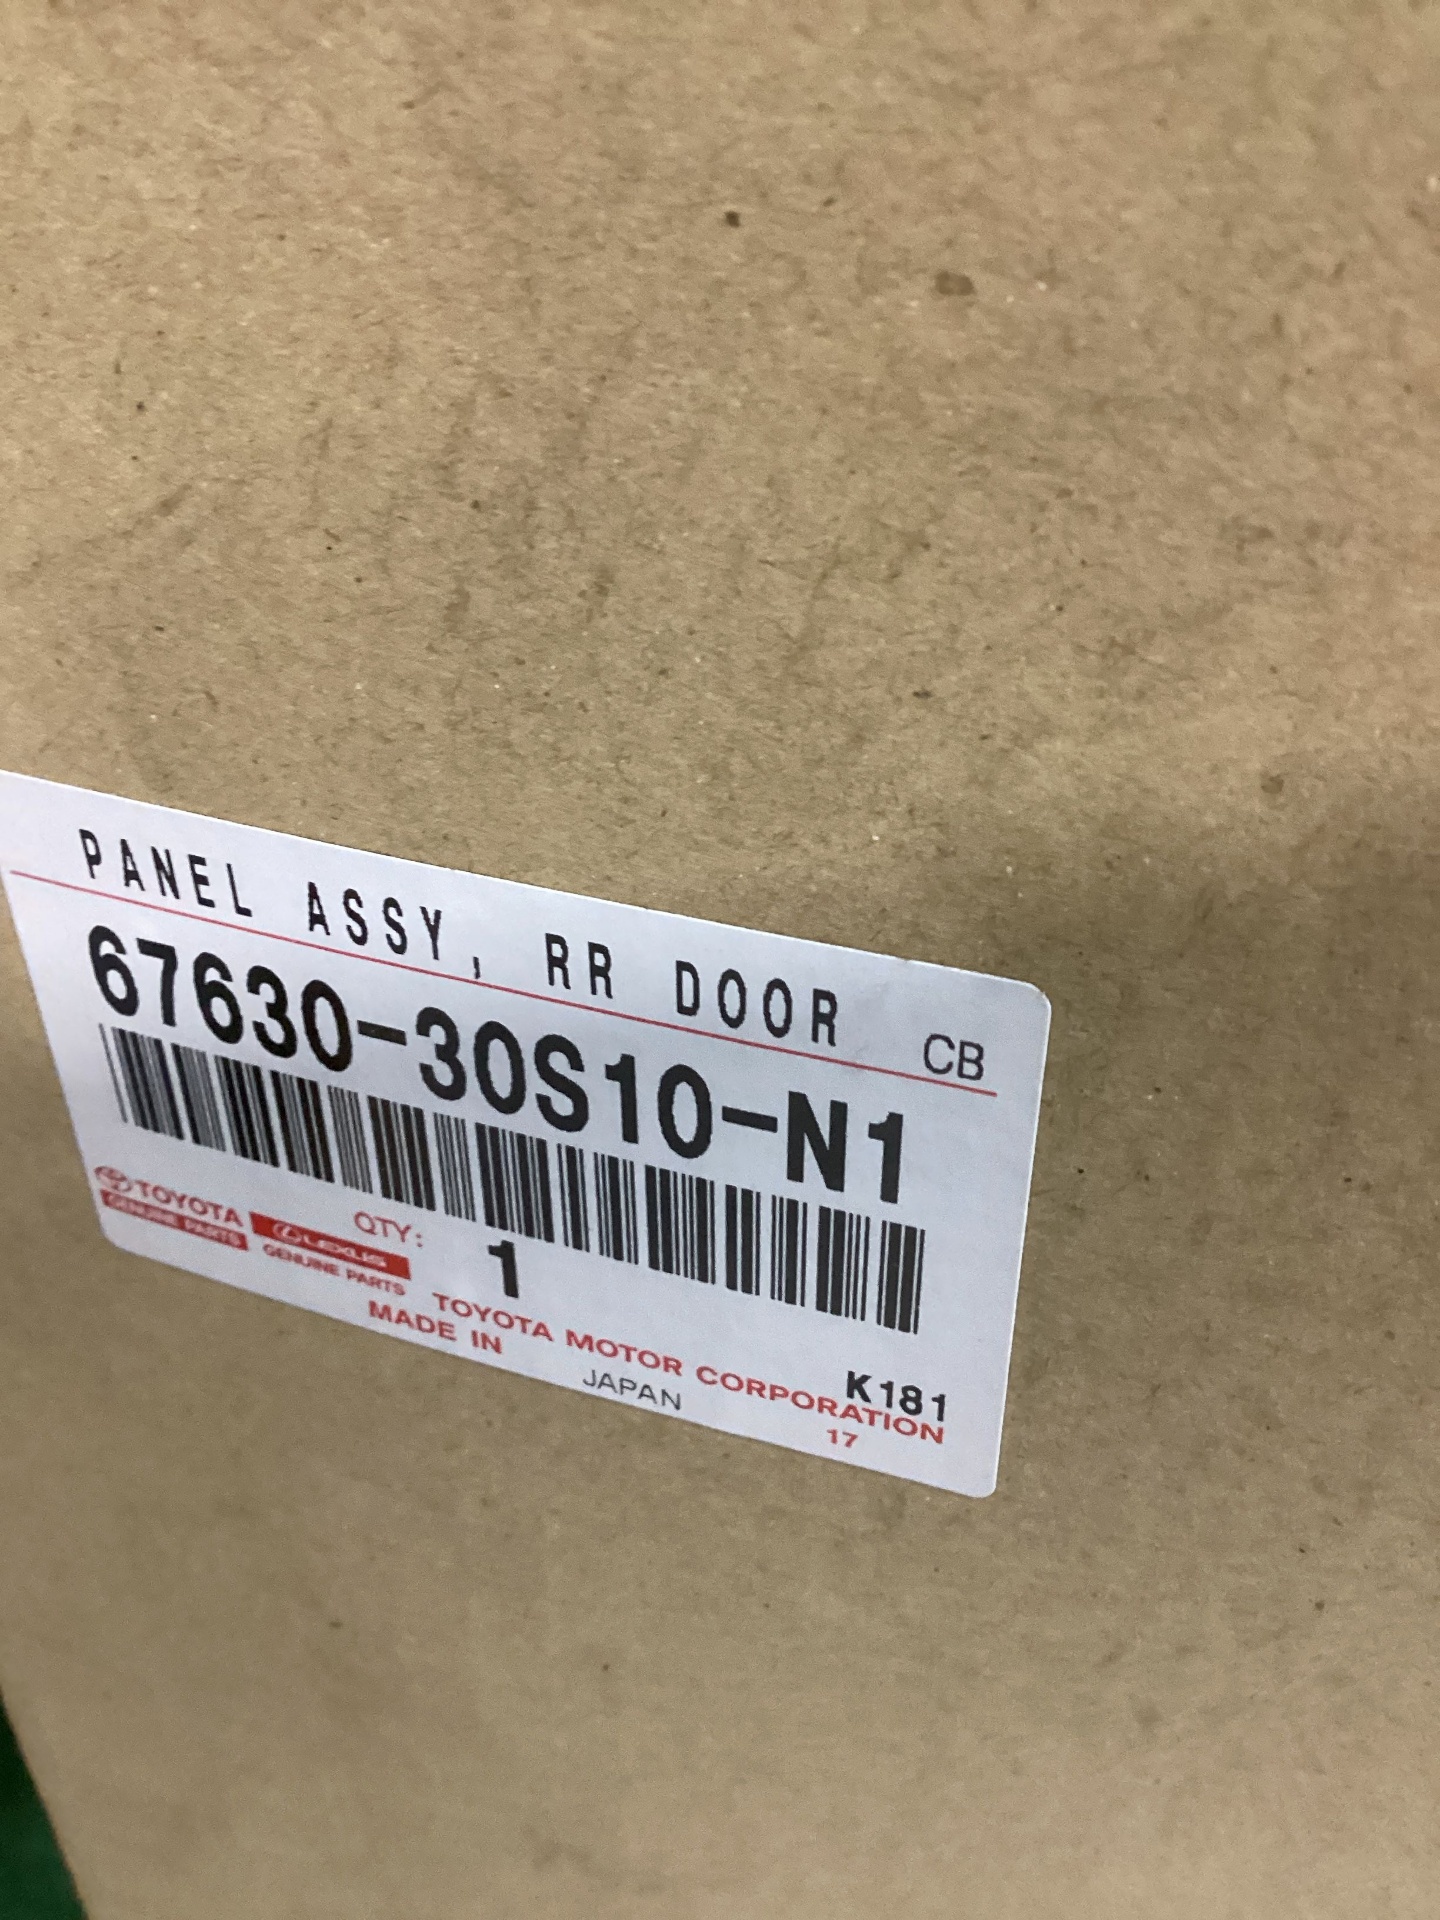 PANEL ASSY, RR DOOR CB
67630-30S10-N1
TOYOTA
GENUINE PARTS
LEXUS
GENUINE PARTS
QTY: 1
TOYOTA MOTOR CORPORATION
MADE IN JAPAN
K181
17